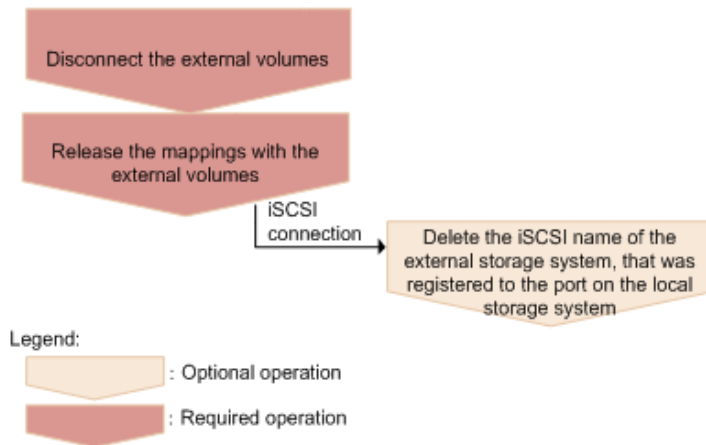 Disconnect the external volumes
Release the mappings with the
external volumes
iSCSI
connection
Delete the iSCSI name of the
external storage system, that was
registered to the port on the local
storage system
Legend:
: Optional operation
: Required operation